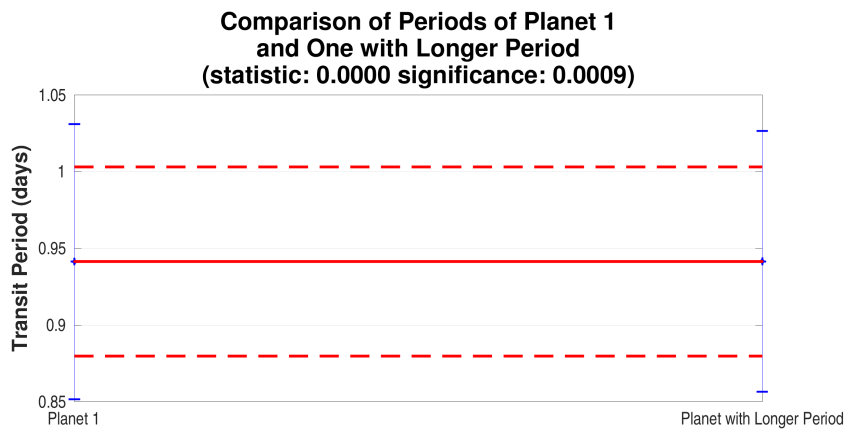 Comparison of Periods of Planet 1
and One with Longer Period
(statistic: 0.0000 significance: 0.0009)
Transit Period (days)
1.05
1
0.95
0.9
0.85
Planet 1
Planet with Longer Period